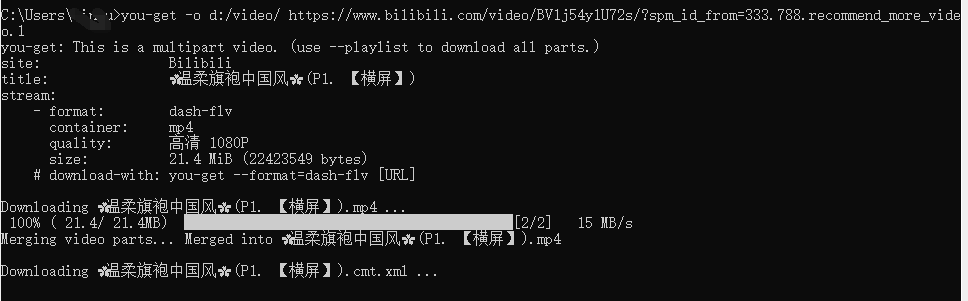 C:\Users\>you-get -o d:/video/ https://www.bilibili.com/video/BV1j54y1U72s/?spm_id_from=333.788.recommend_more_vide
o.1
you-get: This is a multipart video. (use --playlist to download all parts.)
site: Bilibili
title: ✿温柔旗袍中国风✿(P1. 【横屏】)
stream:
- format: dash-flv
container: mp4
quality: 高清 1080P
size: 21.4 MiB (22423549 bytes)
# download-with: you-get --format=dash-flv [URL]
Downloading ✿温柔旗袍中国风✿(P1. 【横屏】).mp4 ...
100% ( 21.4/ 21.4MB) [2/2] 15 MB/s
Merging video parts... Merged into ✿温柔旗袍中国风✿(P1. 【横屏】).mp4
Downloading ✿温柔旗袍中国风✿(P1. 【横屏】).cmt.xml ...